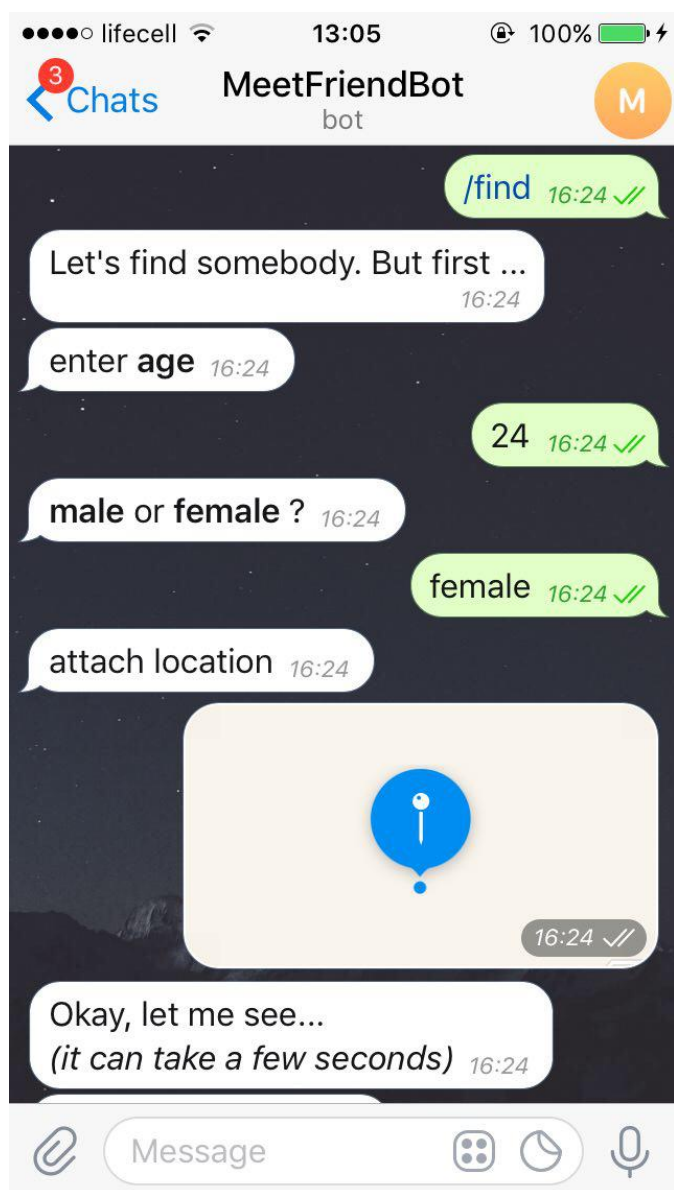 lifecell 13:05 100%
3
Chats MeetFriendBot
bot
M
/find 16:24
Let's find somebody. But first ...
16:24
enter age 16:24
24 16:24
male or female ? 16:24
female 16:24
attach location 16:24
16:24
Okay, let me see...
(it can take a few seconds) 16:24
Message